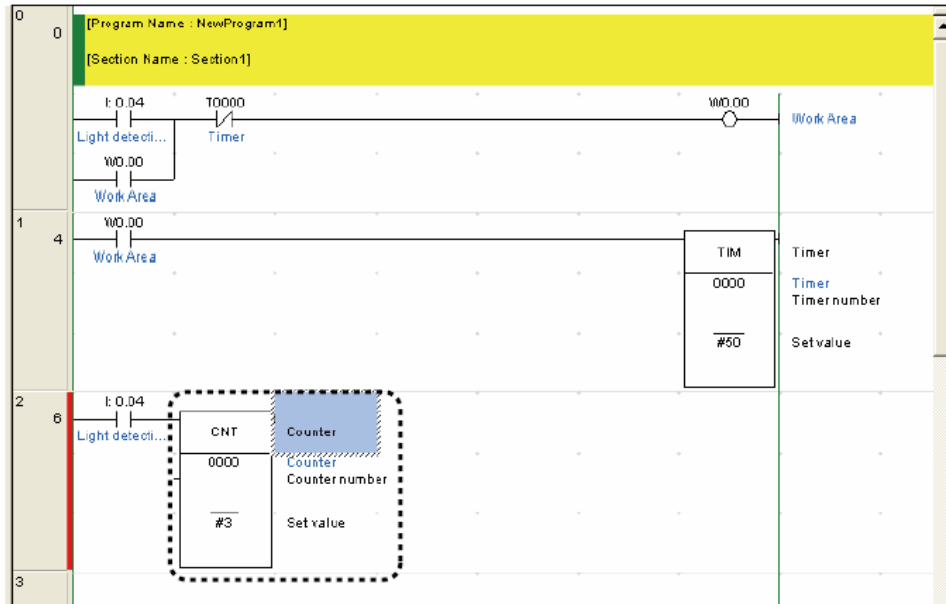 0
0
[Program Name : NewProgram1]
[Section Name : Section1]
I: 0.04
T0000
W0.00
Work Area
Light detecti...
Timer
W0.00
Work Area
1
4
W0.00
Work Area
TIM
Timer
0000
Timer
Timer number
#50
Set value
2
6
I: 0.04
Light detecti...
CNT
Counter
0000
Counter
Counter number
#3
Set value
3